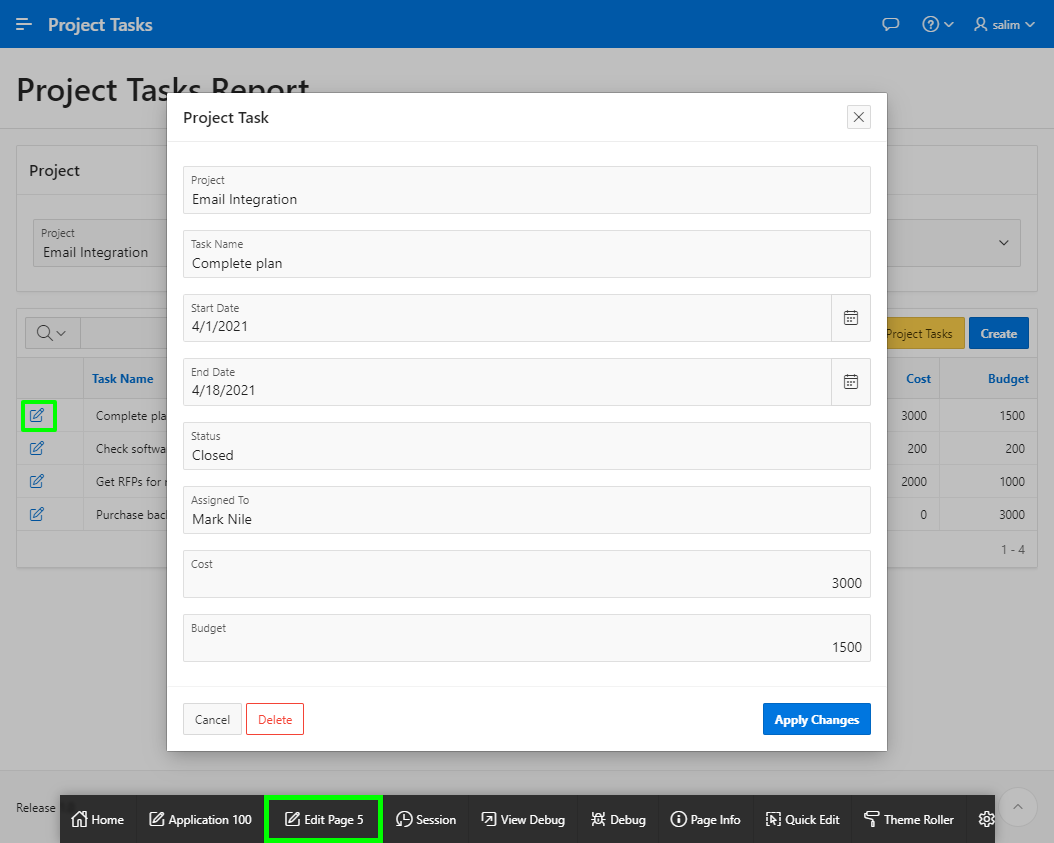 Project Tasks
salim
Project Tasks Report
Project Task
Project
Project
Email Integration
Project
Email Integration
Task Name
Complete plan
Start Date
4/1/2021
Project Tasks
Create
End Date
4/18/2021
Task Name
Cost
Budget
Complete pla
3000
1500
Status
Closed
Check softwa
200
200
Get RFPs for
2000
1000
Assigned To
Mark Nile
Purchase bac
0
3000
1 - 4
Cost
3000
Budget
1500
Cancel
Delete
Apply Changes
Release
Home
Application 100
Edit Page 5
Session
View Debug
Debug
Page Info
Quick Edit
Theme Roller